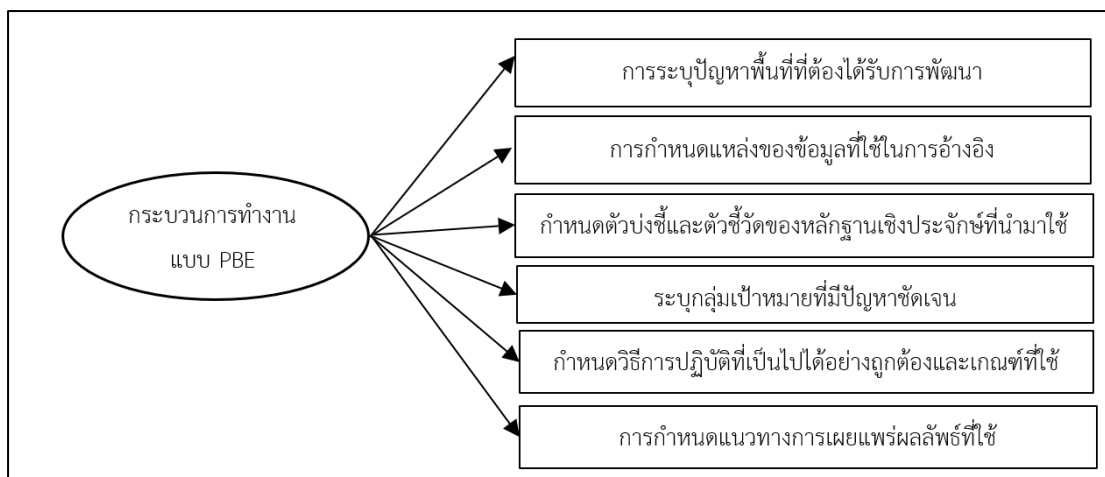 กระบวนการทำงาน
แบบ PBE
การระบุปัญหาพื้นที่ที่ต้องได้รับการพัฒนา
การกำหนดแหล่งของข้อมูลที่ใช้ในการอ้างอิง
กำหนดตัวบ่งชี้และตัวชี้วัดของหลักฐานเชิงประจักษ์ที่นำมาใช้
ระบุกลุ่มเป้าหมายที่มีปัญหาชัดเจน
กำหนดวิธีการปฏิบัติที่เป็นไปได้อย่างถูกต้องและเกณฑ์ที่ใช้
การกำหนดแนวทางการเผยแพร่ผลลัพธ์ที่ใช้